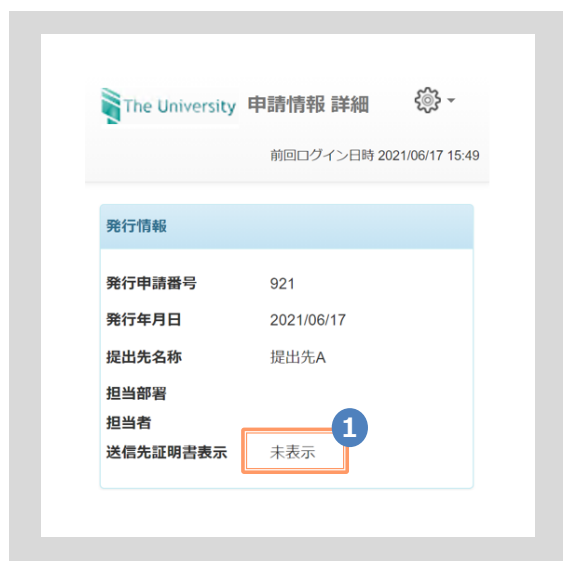 The University 申請情報 詳細
前回ログイン日時 2021/06/17 15:49
発行情報
発行申請番号 921
発行年月日 2021/06/17
提出先名称 提出先A
担当部署
担当者
1
送信先証明書表示 未表示